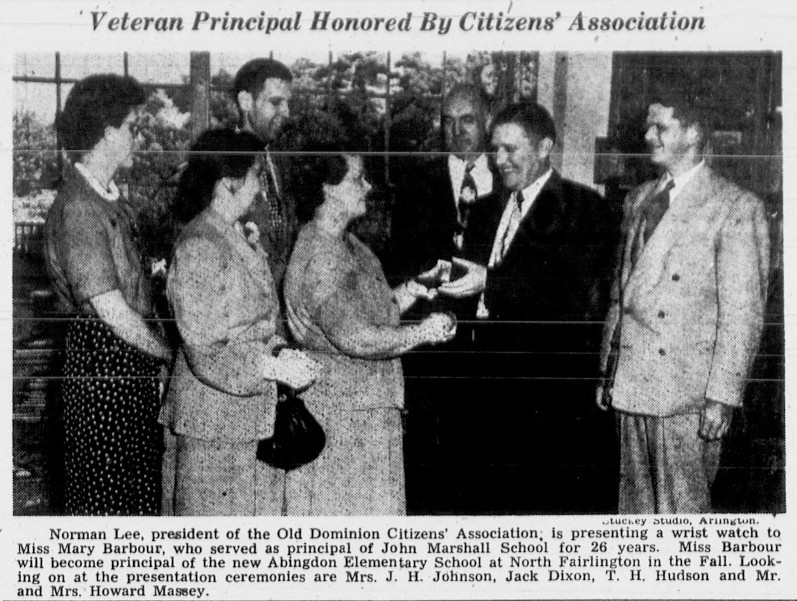 Veteran Principal Honored By Citizens' Association
Stuckey Studio, Arlington.
Norman Lee, president of the Old Dominion Citizens' Association, is presenting a wrist watch to
Miss Mary Barbour, who served as principal of John Marshall School for 26 years. Miss Barbour
will become principal of the new Abingdon Elementary School at North Fairlington in the Fall. Look-
ing on at the presentation ceremonies are Mrs. J. H. Johnson, Jack Dixon, T. H. Hudson and Mr.
and Mrs. Howard Massey.